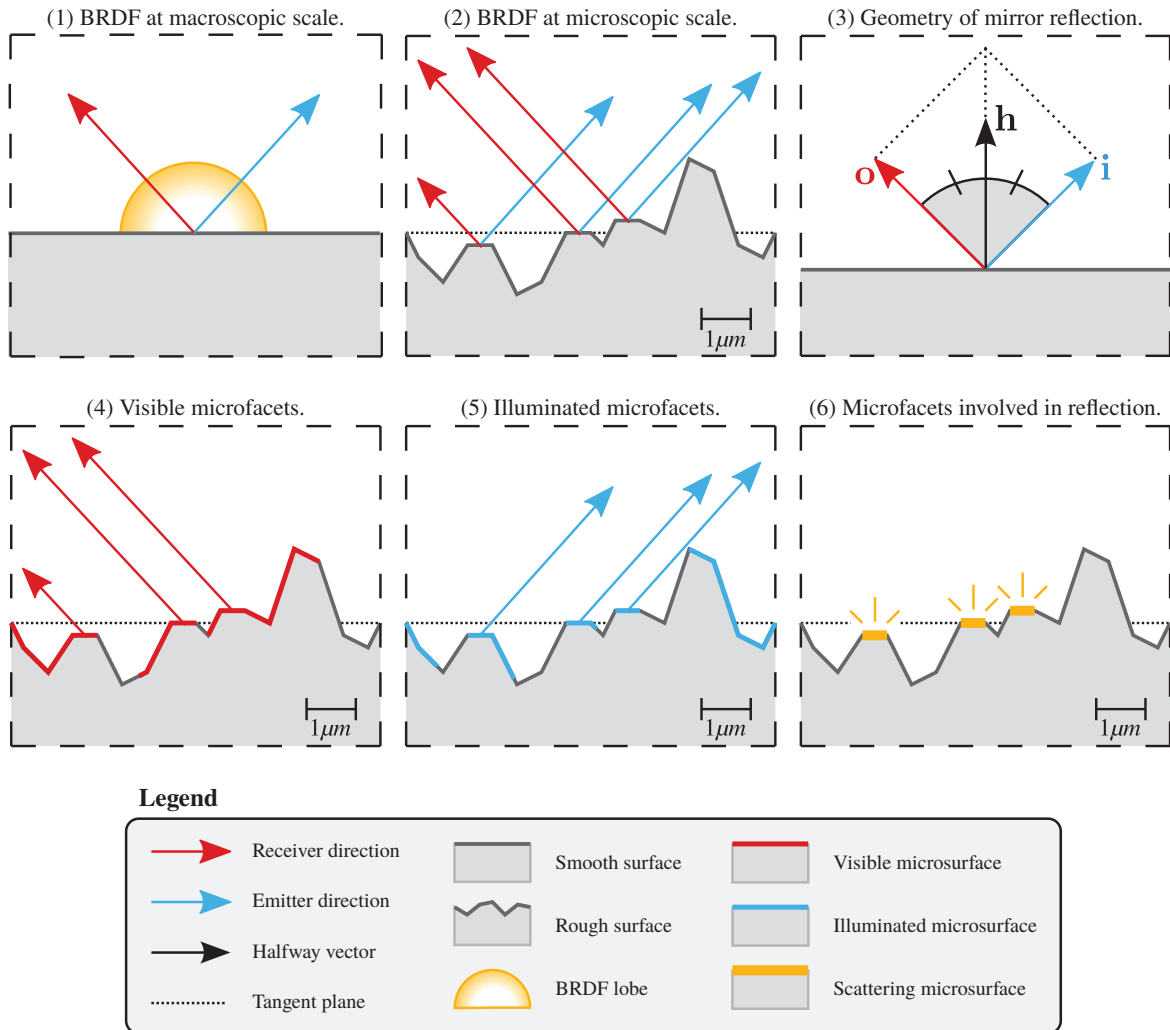 (1) BRDF at macroscopic scale.
(2) BRDF at microscopic scale.
(3) Geometry of mirror reflection.
h
o
i
1μm
(4) Visible microfacets.
(5) Illuminated microfacets.
(6) Microfacets involved in reflection.
1μm
1μm
1μm
Legend
Receiver direction
Emitter direction
Halfway vector
Tangent plane
Smooth surface
Rough surface
BRDF lobe
Visible microsurface
Illuminated microsurface
Scattering microsurface